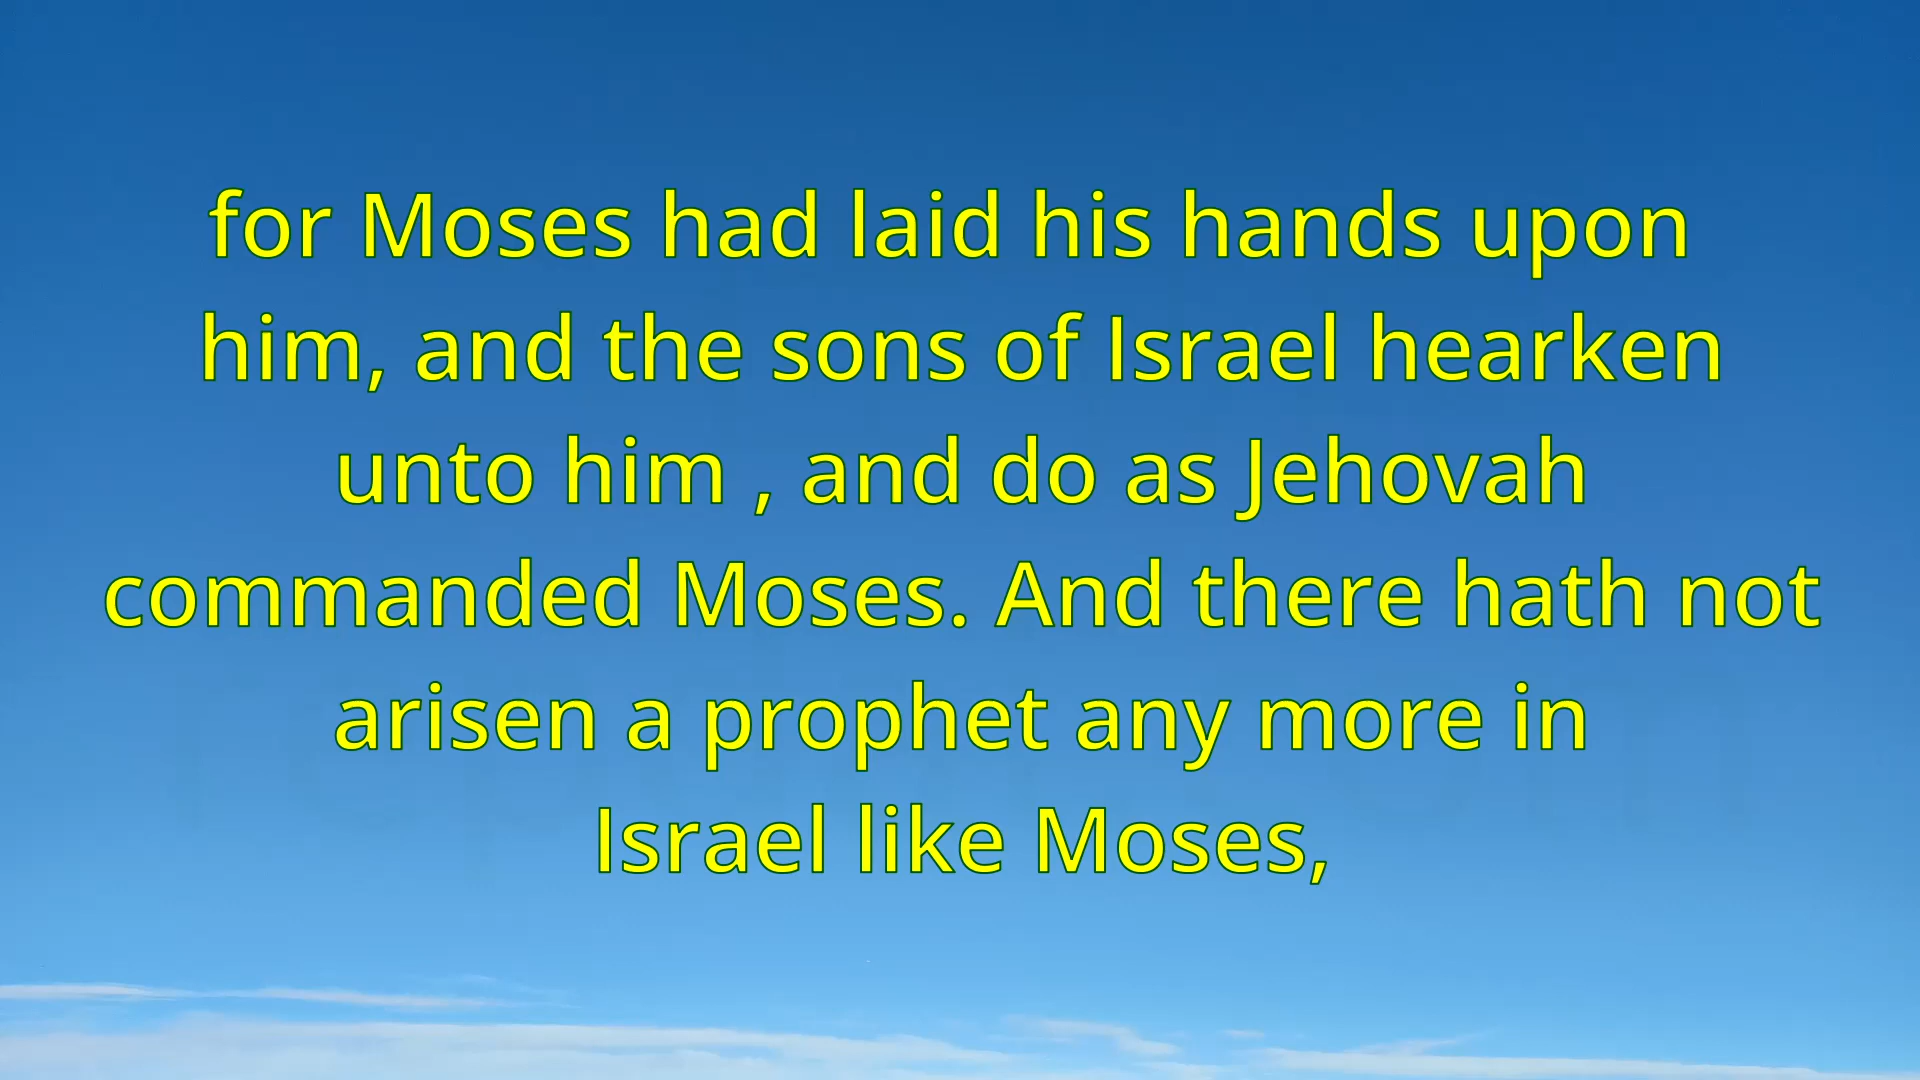 for Moses had laid his hands upon
him, and the sons of Israel hearken
unto him , and do as Jehovah
commanded Moses. And there hath not
arisen a prophet any more in
Israel like Moses,